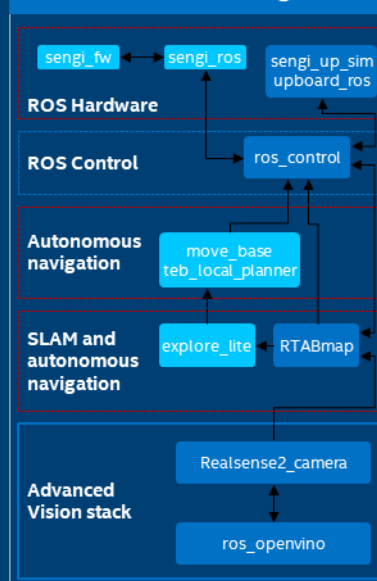 sengi_fw
sengi_ros
sengi_up_sim
upboard_ros
ROS Hardware
ROS Control
ros_control
Autonomous
navigation
move_base
teb_local_planner
SLAM and
autonomous
navigation
explore_lite
RTABmap
Advanced
Vision stack
Realsense2_camera
ros_openvino